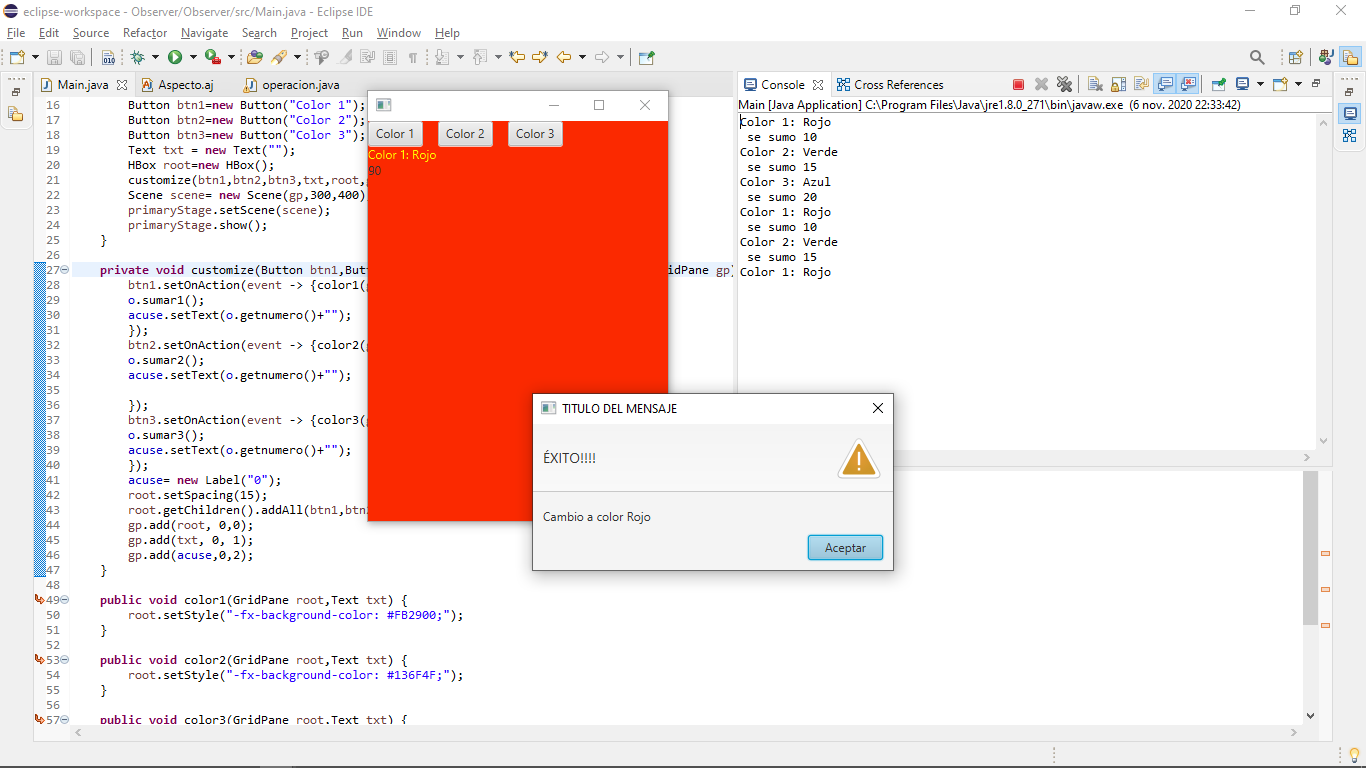 eclipse-workspace - Observer/Observer/src/Main.java - Eclipse IDE
File Edit Source Refactor Navigate Search Project Run Window Help
Main.java Aspecto.aj operacion.java
16 Button btn1=new Button("Color 1");
17 Button btn2=new Button("Color 2");
18 Button btn3=new Button("Color 3");
19 Text txt = new Text("");
20 HBox root=new HBox();
21 customize(btn1,btn2,btn3,txt,root,g
22 Scene scene= new Scene(gp,300,400)
23 primaryStage.setScene(scene);
24 primaryStage.show();
25 }
26
27 private void customize(Button btn1,But idPane gp)
28 btn1.setOnAction(event -> {color1(g
29 o.sumar1();
30 acuse.setText(o.getnumero()+"");
31 });
32 btn2.setOnAction(event -> {color2(g
33 o.sumar2();
34 acuse.setText(o.getnumero()+"");
35
36 });
37 btn3.setOnAction(event -> {color3(g
38 o.sumar3();
39 acuse.setText(o.getnumero()+"");
40 });
41 acuse= new Label("0");
42 root.setSpacing(15);
43 root.getChildren().addAll(btn1,btn2
44 gp.add(root, 0,0);
45 gp.add(txt, 0, 1);
46 gp.add(acuse,0,2);
47 }
48
49 public void color1(GridPane root,Text txt) {
50 root.setStyle("-fx-background-color: #FB2900;");
51 }
52
53 public void color2(GridPane root,Text txt) {
54 root.setStyle("-fx-background-color: #136F4F;");
55 }
56
57 public void color3(GridPane root,Text txt) {
Color 1 Color 2 Color 3
Color 1: Rojo
90
TITULO DEL MENSAJE
ÉXITO!!!!
Cambio a color Rojo
Aceptar
Console Cross References
Main [Java Application] C:\Program Files\Java\jre1.8.0_271\bin\javaw.exe (6 nov. 2020 22:33:42)
Color 1: Rojo
se sumo 10
Color 2: Verde
se sumo 15
Color 3: Azul
se sumo 20
Color 1: Rojo
se sumo 10
Color 2: Verde
se sumo 15
Color 1: Rojo